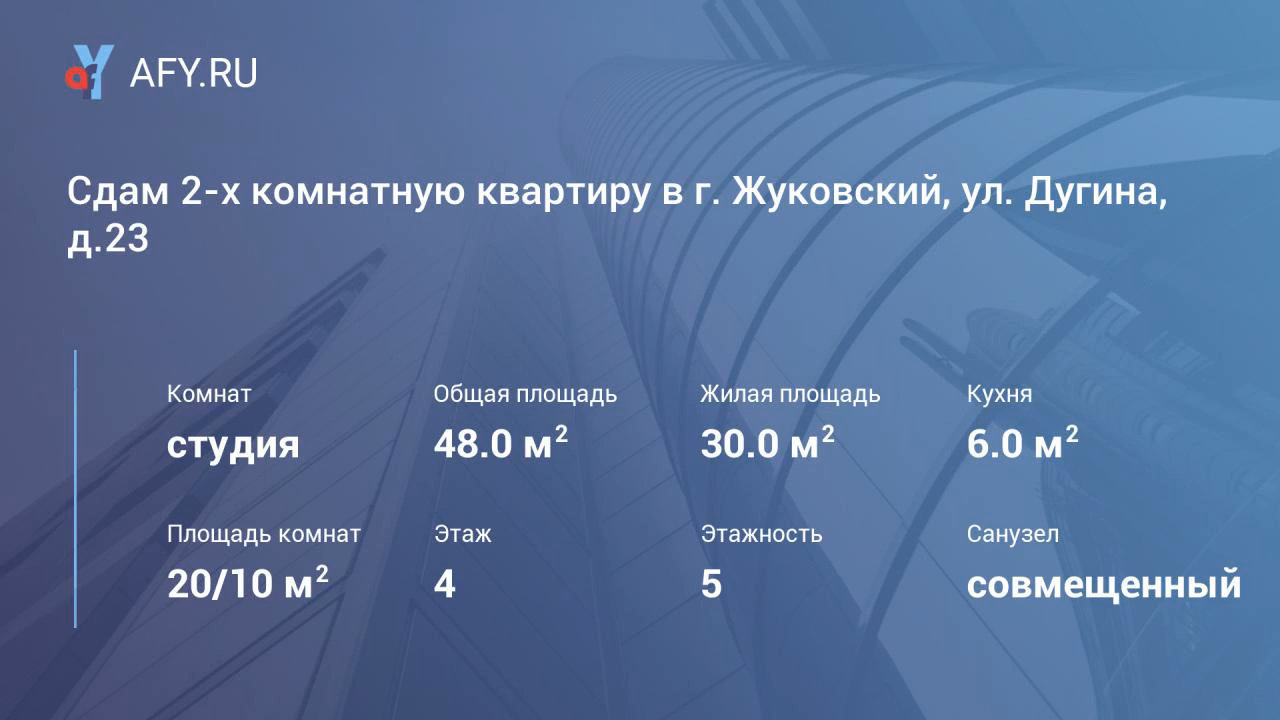 AFY.RU
Сдам 2-х комнатную квартиру в г. Жуковский, ул. Дугина,
д.23
Комнат Общая площадь Жилая площадь Кухня
студия 48.0 м² 30.0 м² 6.0 м²
Площадь комнат Этаж Этажность Санузел
20/10 м² 4 5 совмещенный